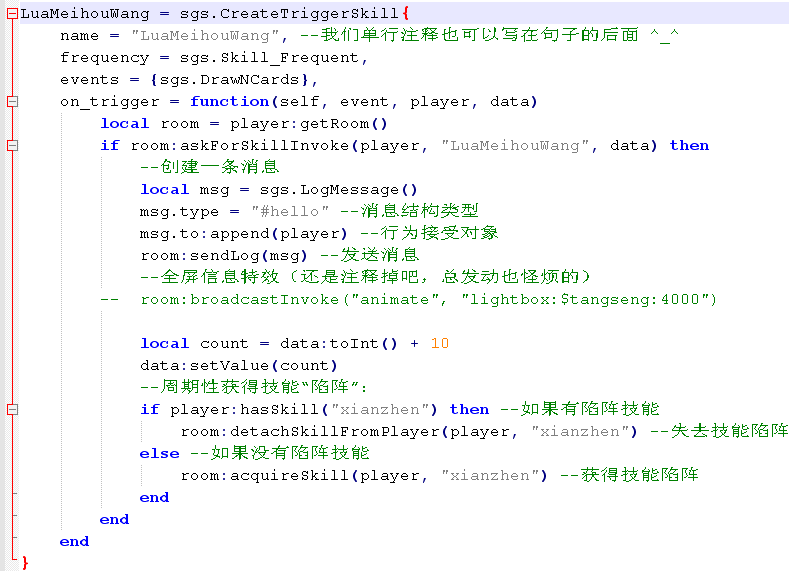 LuaMeihouWang = sgs.CreateTriggerSkill{
    name = "LuaMeihouWang", --我们单行注释也可以写在句子的后面 ^_^
    frequency = sgs.Skill_Frequent,
    events = {sgs.DrawNCards},
    on_trigger = function(self, event, player, data)
        local room = player:getRoom()
        if room:askForSkillInvoke(player, "LuaMeihouWang", data) then
            --创建一条消息
            local msg = sgs.LogMessage()
            msg.type = "#hello" --消息结构类型
            msg.to:append(player) --行为接受对象
            room:sendLog(msg) --发送消息
            --全屏信息特效（还是注释掉吧，总发动也怪烦的）
        --  room:broadcastInvoke("animate", "lightbox:$tangseng:4000")
            local count = data:toInt() + 10
            data:setValue(count)
            --周期性获得技能“陷阵”：
            if player:hasSkill("xianzhen") then --如果有陷阵技能
                room:detachSkillFromPlayer(player, "xianzhen") --失去技能陷阵
            else --如果没有陷阵技能
                room:acquireSkill(player, "xianzhen") --获得技能陷阵
            end
        end
    end
}